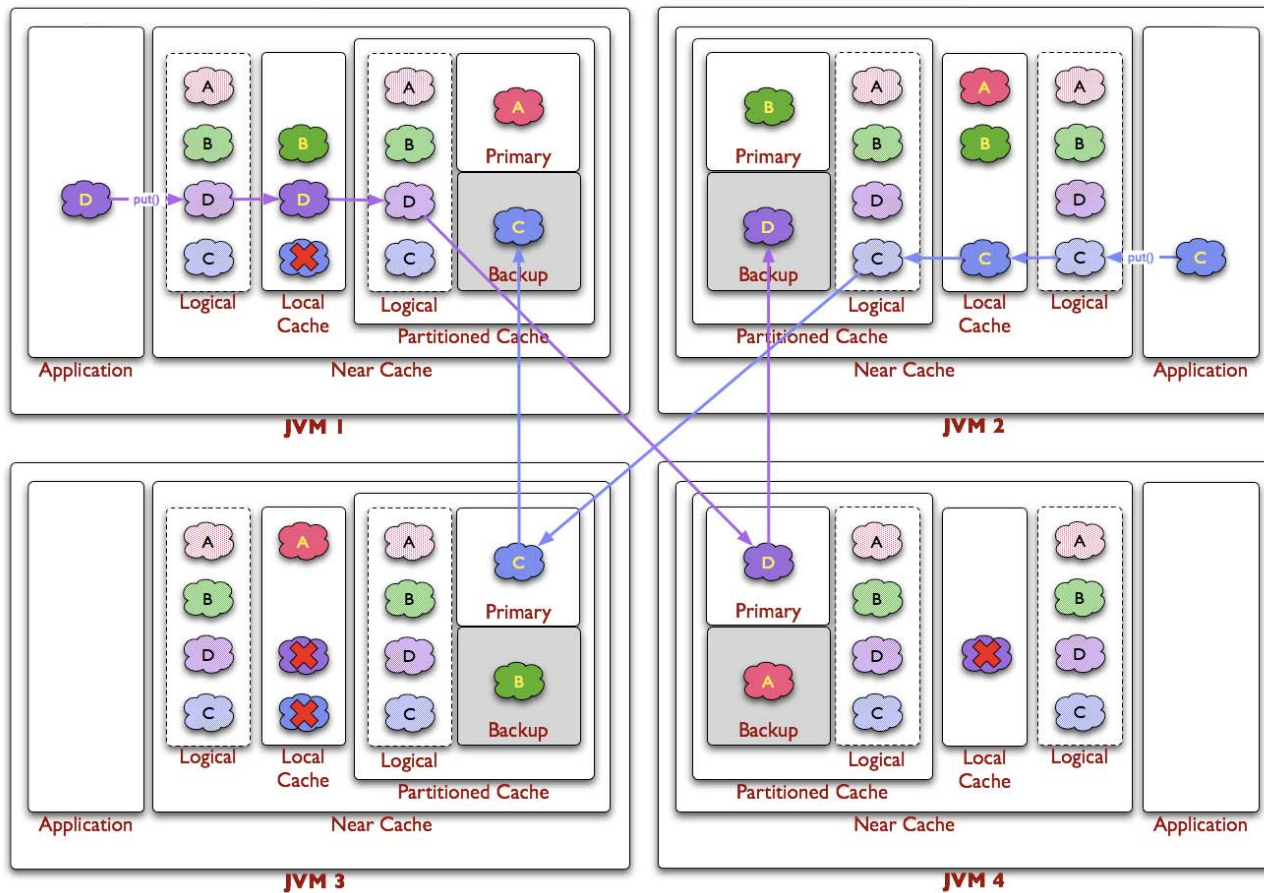 A
A
B
B
B
A
Primary
D
put()
D
D
D
C
C
C
Backup
Logical
Local
Cache
Logical
Partitioned Cache
Application
Near Cache
JVM 1
B
Primary
A
A
A
B
B
B
D
D
D
Backup
C
C
C
put()
C
Logical
Local
Cache
Logical
Partitioned Cache
Near Cache
Application
JVM 2
A
A
A
C
Primary
B
B
D
D
B
Backup
C
C
Logical
Local
Cache
Logical
Partitioned Cache
Application
Near Cache
JVM 3
D
Primary
A
A
B
B
D
D
A
Backup
C
C
Logical
Local
Cache
Logical
Partitioned Cache
Near Cache
Application
JVM 4